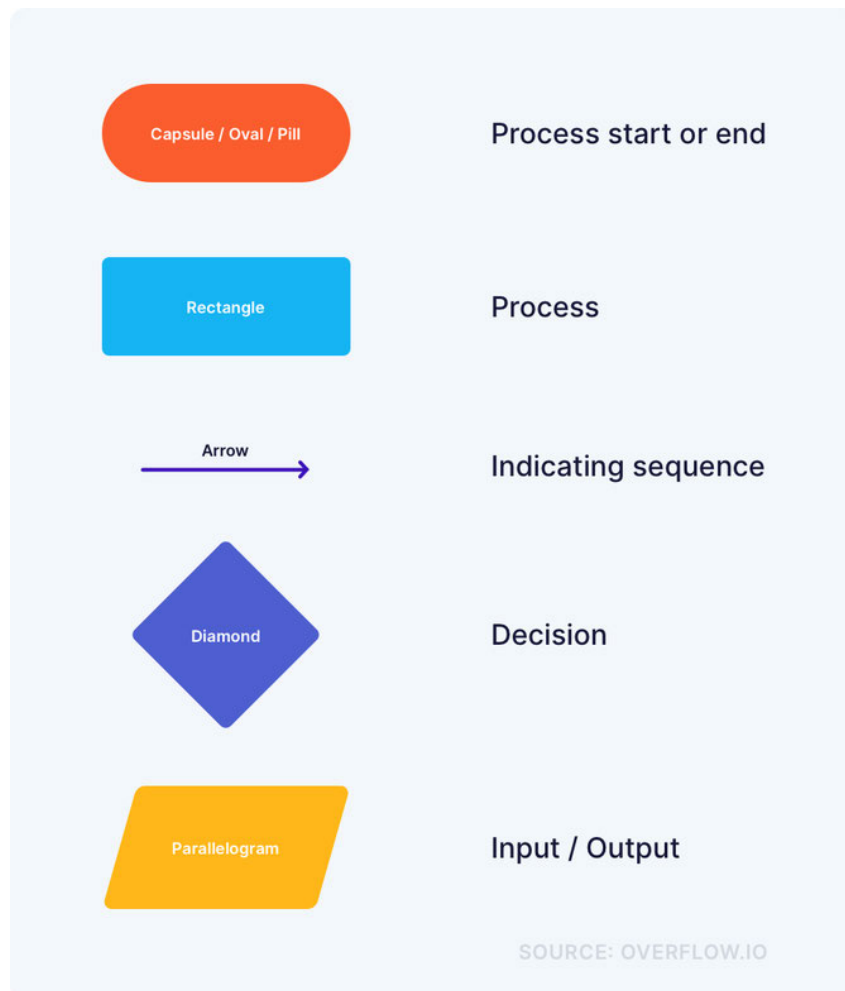 Capsule / Oval / Pill
Process start or end
Rectangle
Process
Arrow
Indicating sequence
Diamond
Decision
Parallelogram
Input / Output
SOURCE: OVERFLOW.IO